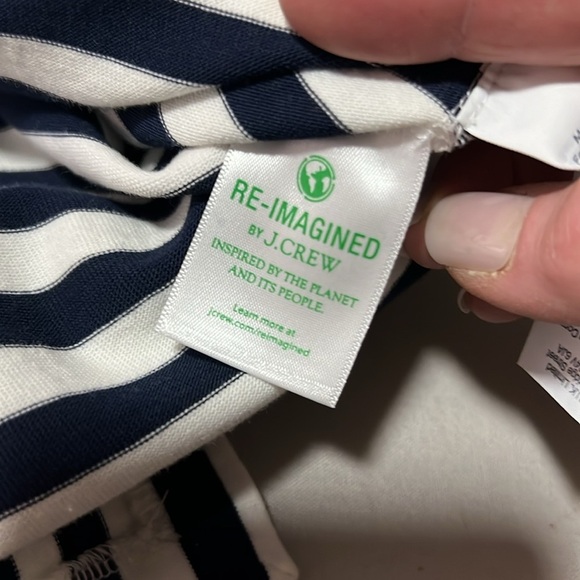 RE-IMAGINED
BY J.CREW
INSPIRED BY THE PLANET
AND ITS PEOPLE.
Learn more at
jcrew.com/reimagined